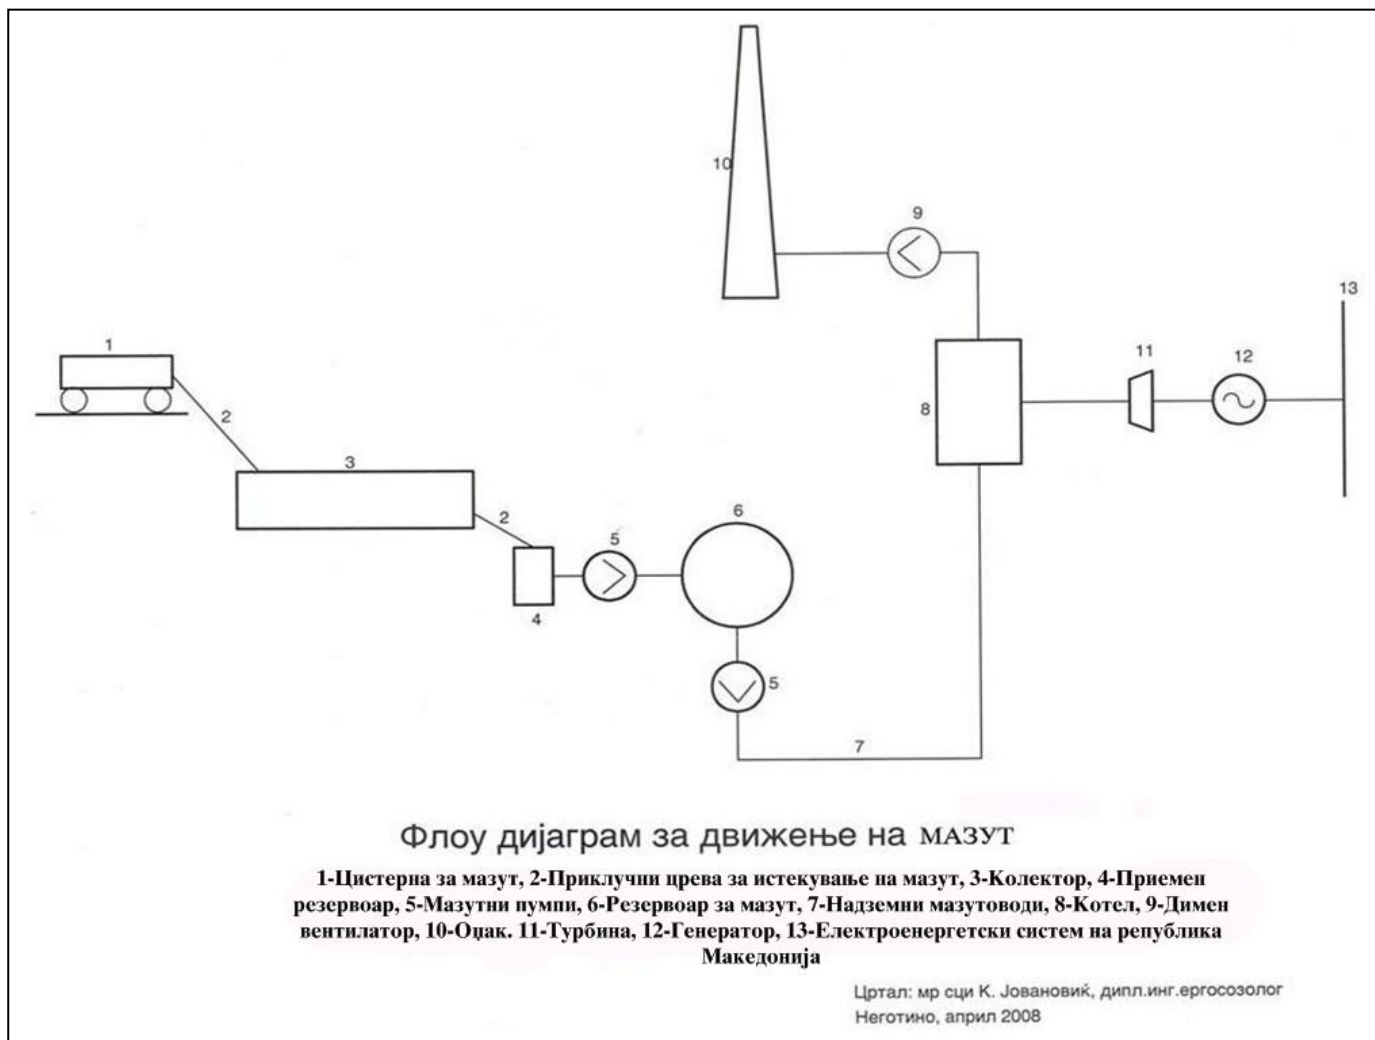 10
9
13
1
11
12
2
8
3
2
6
5
4
5
7
Флоу дијаграм за движење на МАЗУТ
1-Цистерна за мазут, 2-Приклучни црева за истекување на мазут, 3-Колектор, 4-Приемен
резервоар, 5-Мазутни пумпи, 6-Резервоар за мазут, 7-Надземни мазутоводи, 8-Котел, 9-Димен
вентилатор, 10-Оџак. 11-Турбина, 12-Генератор, 13-Електроенергетски систем на република
Македонија
Цртал: мр сци К. Јовановиќ, дипл.инг.ергосозолог
Неготино, април 2008